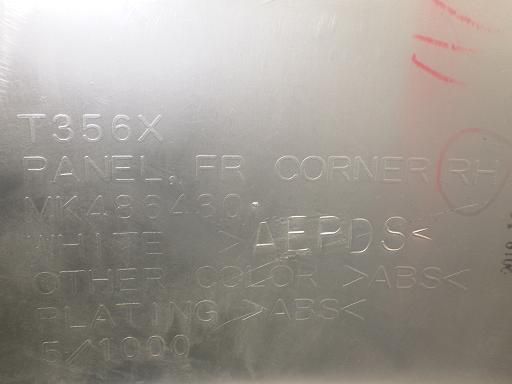 T356X
PANEL, FR CORNER RH
MK486480
WHITE >AEPDS<
OTHER COLOR >ABS<
PLATING >ABS<
5/1000